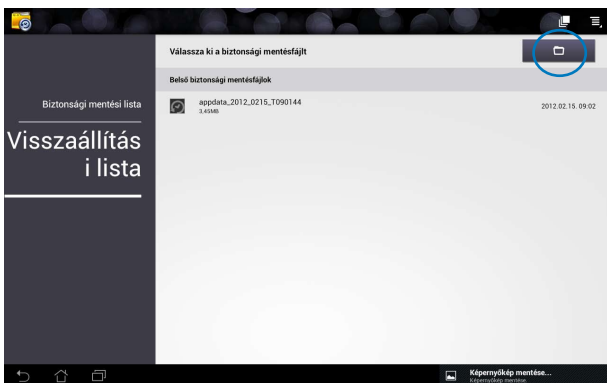 Válassza ki a biztonsági mentésfájlt
Belső biztonsági mentésfájlok
Biztonsági mentési lista
Visszaállítás
i lista
appdata_2012_0215_T090144
3,45MB
2012.02.15. 09:02
Képernyőkép mentése...
Képernyőkép mentése